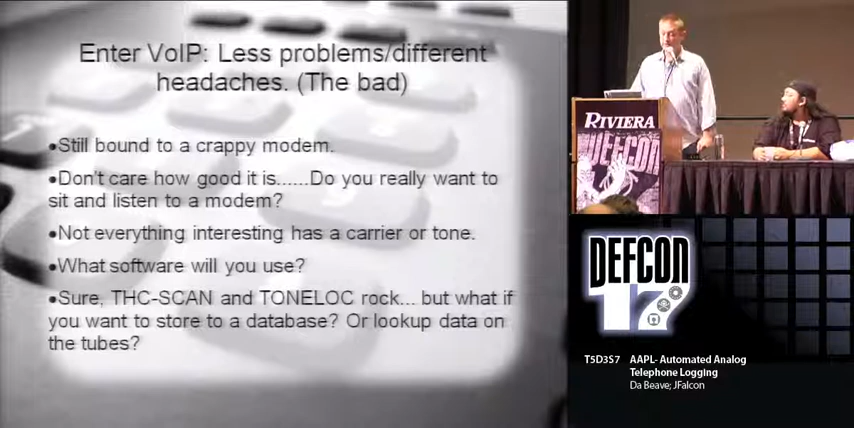 Enter VoIP: Less problems/different
headaches. (The bad)
•Still bound to a crappy modem.
•Don't care how good it is......Do you really want to
sit and listen to a modem?
•Not everything interesting has a carrier or tone.
•What software will you use?
•Sure, THC-SCAN and TONELOC rock... but what if
you want to store to a database? Or lookup data on
the tubes?
RIVIERA
DEFCON
DEFCON
17
T5D3S7 AAPL- Automated Analog
Telephone Logging
Da Beave; JFalcon